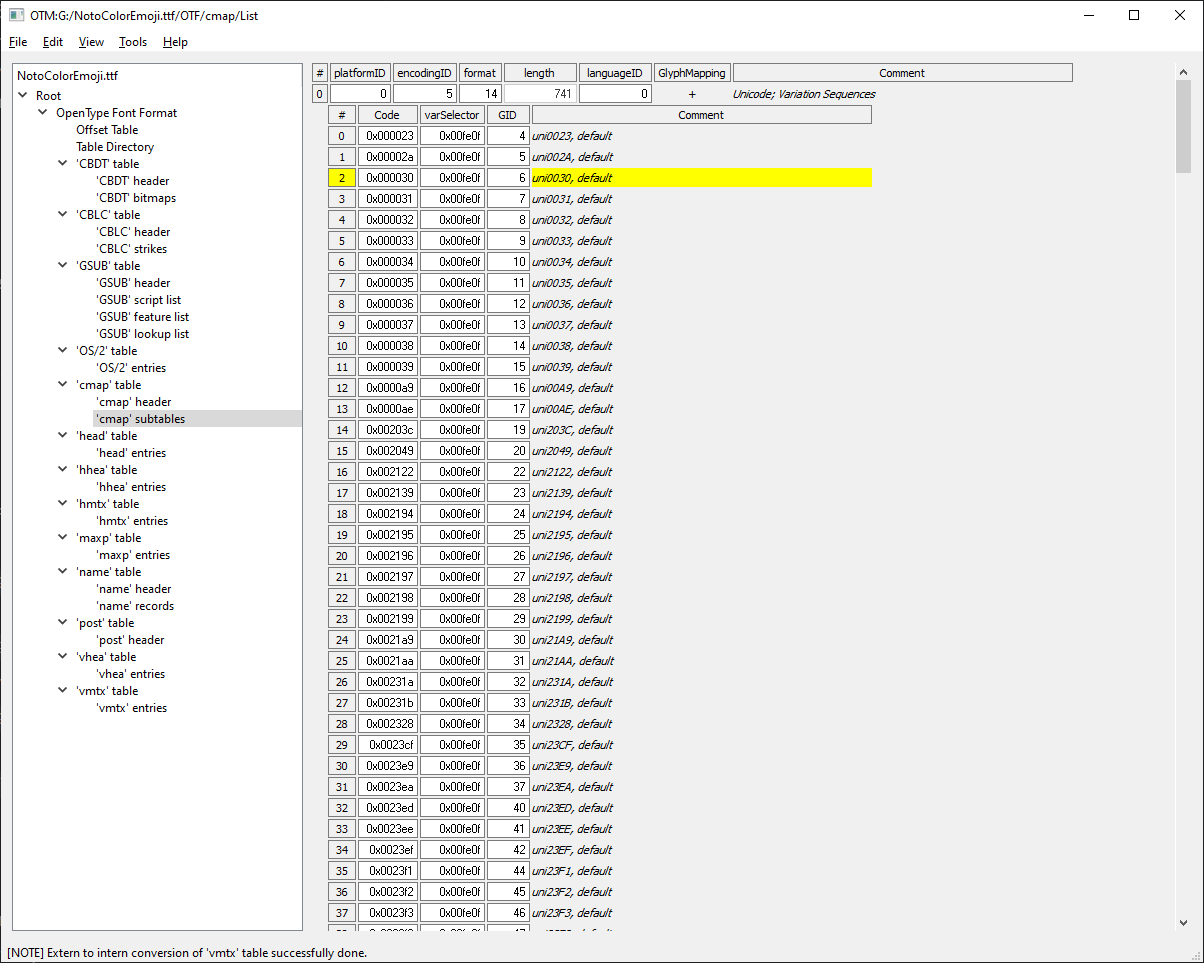 OTM:G:/NotoColorEmoji.ttf/OTF/cmap/List
File Edit View Tools Help
NotoColorEmoji.ttf
Root
OpenType Font Format
Offset Table
Table Directory
'CBDT' table
'CBDT' header
'CBDT' bitmaps
'CBLC' table
'CBLC' header
'CBLC' strikes
'GSUB' table
'GSUB' header
'GSUB' script list
'GSUB' feature list
'GSUB' lookup list
'OS/2' table
'OS/2' entries
'cmap' table
'cmap' header
'cmap' subtables
'head' table
'head' entries
'hhea' table
'hhea' entries
'hmtx' table
'hmtx' entries
'maxp' table
'maxp' entries
'name' table
'name' header
'name' records
'post' table
'post' header
'vhea' table
'vhea' entries
'vmtx' table
'vmtx' entries
# platformID encodingID format length languageID GlyphMapping Comment
0 0 5 14 741 0 + Unicode; Variation Sequences
# Code varSelector GID Comment
0 0x000023 0x00fe0f 4 uni0023, default
1 0x00002a 0x00fe0f 5 uni002A, default
2 0x000030 0x00fe0f 6 uni0030, default
3 0x000031 0x00fe0f 7 uni0031, default
4 0x000032 0x00fe0f 8 uni0032, default
5 0x000033 0x00fe0f 9 uni0033, default
6 0x000034 0x00fe0f 10 uni0034, default
7 0x000035 0x00fe0f 11 uni0035, default
8 0x000036 0x00fe0f 12 uni0036, default
9 0x000037 0x00fe0f 13 uni0037, default
10 0x000038 0x00fe0f 14 uni0038, default
11 0x000039 0x00fe0f 15 uni0039, default
12 0x0000a9 0x00fe0f 16 uni00A9, default
13 0x0000ae 0x00fe0f 17 uni00AE, default
14 0x00203c 0x00fe0f 19 uni203C, default
15 0x002049 0x00fe0f 20 uni2049, default
16 0x002122 0x00fe0f 22 uni2122, default
17 0x002139 0x00fe0f 23 uni2139, default
18 0x002194 0x00fe0f 24 uni2194, default
19 0x002195 0x00fe0f 25 uni2195, default
20 0x002196 0x00fe0f 26 uni2196, default
21 0x002197 0x00fe0f 27 uni2197, default
22 0x002198 0x00fe0f 28 uni2198, default
23 0x002199 0x00fe0f 29 uni2199, default
24 0x0021a9 0x00fe0f 30 uni21A9, default
25 0x0021aa 0x00fe0f 31 uni21AA, default
26 0x00231a 0x00fe0f 32 uni231A, default
27 0x00231b 0x00fe0f 33 uni231B, default
28 0x002328 0x00fe0f 34 uni2328, default
29 0x0023cf 0x00fe0f 35 uni23CF, default
30 0x0023e9 0x00fe0f 36 uni23E9, default
31 0x0023ea 0x00fe0f 37 uni23EA, default
32 0x0023ed 0x00fe0f 40 uni23ED, default
33 0x0023ee 0x00fe0f 41 uni23EE, default
34 0x0023ef 0x00fe0f 42 uni23EF, default
35 0x0023f1 0x00fe0f 44 uni23F1, default
36 0x0023f2 0x00fe0f 45 uni23F2, default
37 0x0023f3 0x00fe0f 46 uni23F3, default
[NOTE] Extern to intern conversion of 'vmtx' table successfully done.